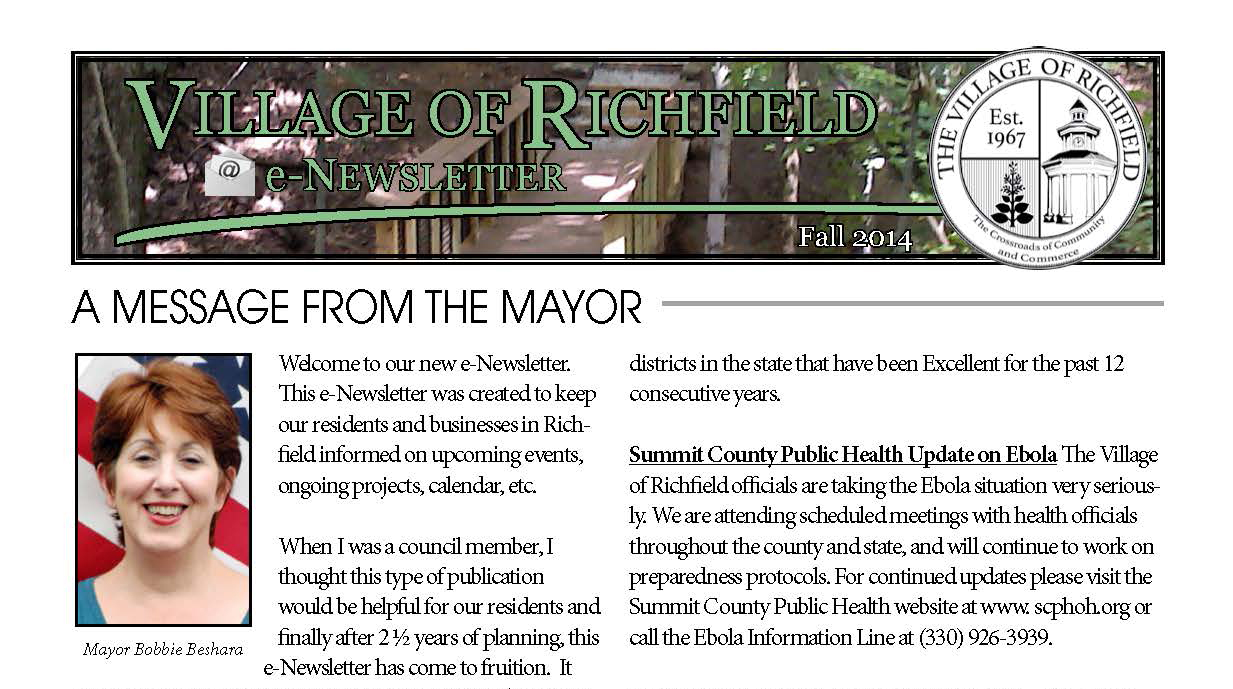 VILLAGE OF RICHFIELD
@ e-NEWSLETTER
Fall 2014
THE VILLAGE OF RICHFIELD
Est.
1967
The Crossroads of Community
and Commerce
A MESSAGE FROM THE MAYOR
Mayor Bobbie Beshara
Welcome to our new e-Newsletter.
This e-Newsletter was created to keep
our residents and businesses in Rich-
field informed on upcoming events,
ongoing projects, calendar, etc.
When I was a council member, I
thought this type of publication
would be helpful for our residents and
finally after 2 ½ years of planning, this
e-Newsletter has come to fruition. It
districts in the state that have been Excellent for the past 12
consecutive years.
Summit County Public Health Update on Ebola The Village
of Richfield officials are taking the Ebola situation very serious-
ly. We are attending scheduled meetings with health officials
throughout the county and state, and will continue to work on
preparedness protocols. For continued updates please visit the
Summit County Public Health website at www. scphoh.org or
call the Ebola Information Line at (330) 926-3939.